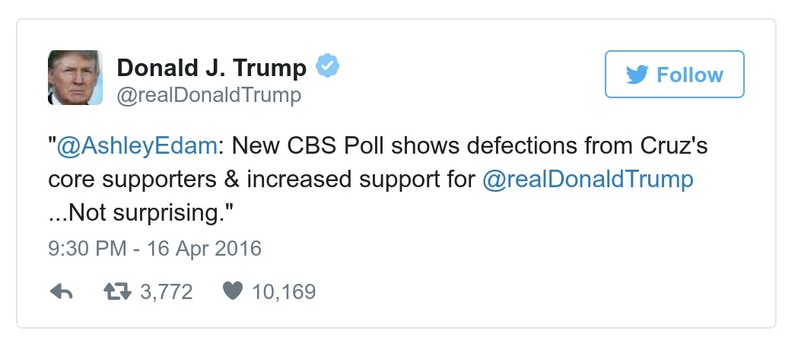 Donald J. Trump
@realDonaldTrump
Follow
"@AshleyEdam: New CBS Poll shows defections from Cruz's
core supporters & increased support for @realDonaldTrump
...Not surprising."
9:30 PM - 16 Apr 2016
3,772 10,169